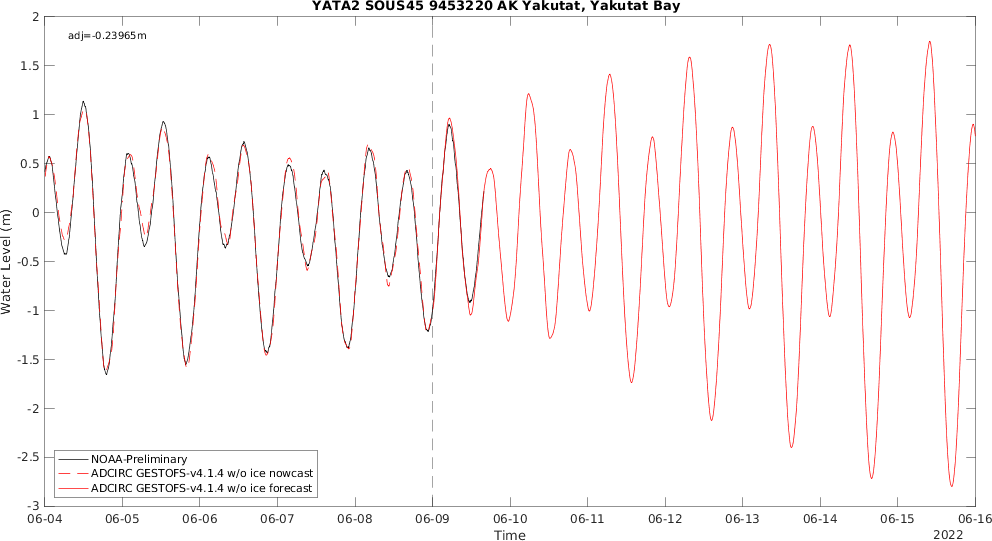 YATA2 SOUS45 9453220 AK Yakutat, Yakutat Bay
adj=-0.23965m
2
1.5
1
0.5
0
-0.5
-1
-1.5
-2
-2.5
-3
Water Level (m)
NOAA-Preliminary
ADCIRC GESTOFS-v4.1.4 w/o ice nowcast
ADCIRC GESTOFS-v4.1.4 w/o ice forecast
06-04 06-05 06-06 06-07 06-08 06-09 06-10 06-11 06-12 06-13 06-14 06-15 06-16
Time
2022